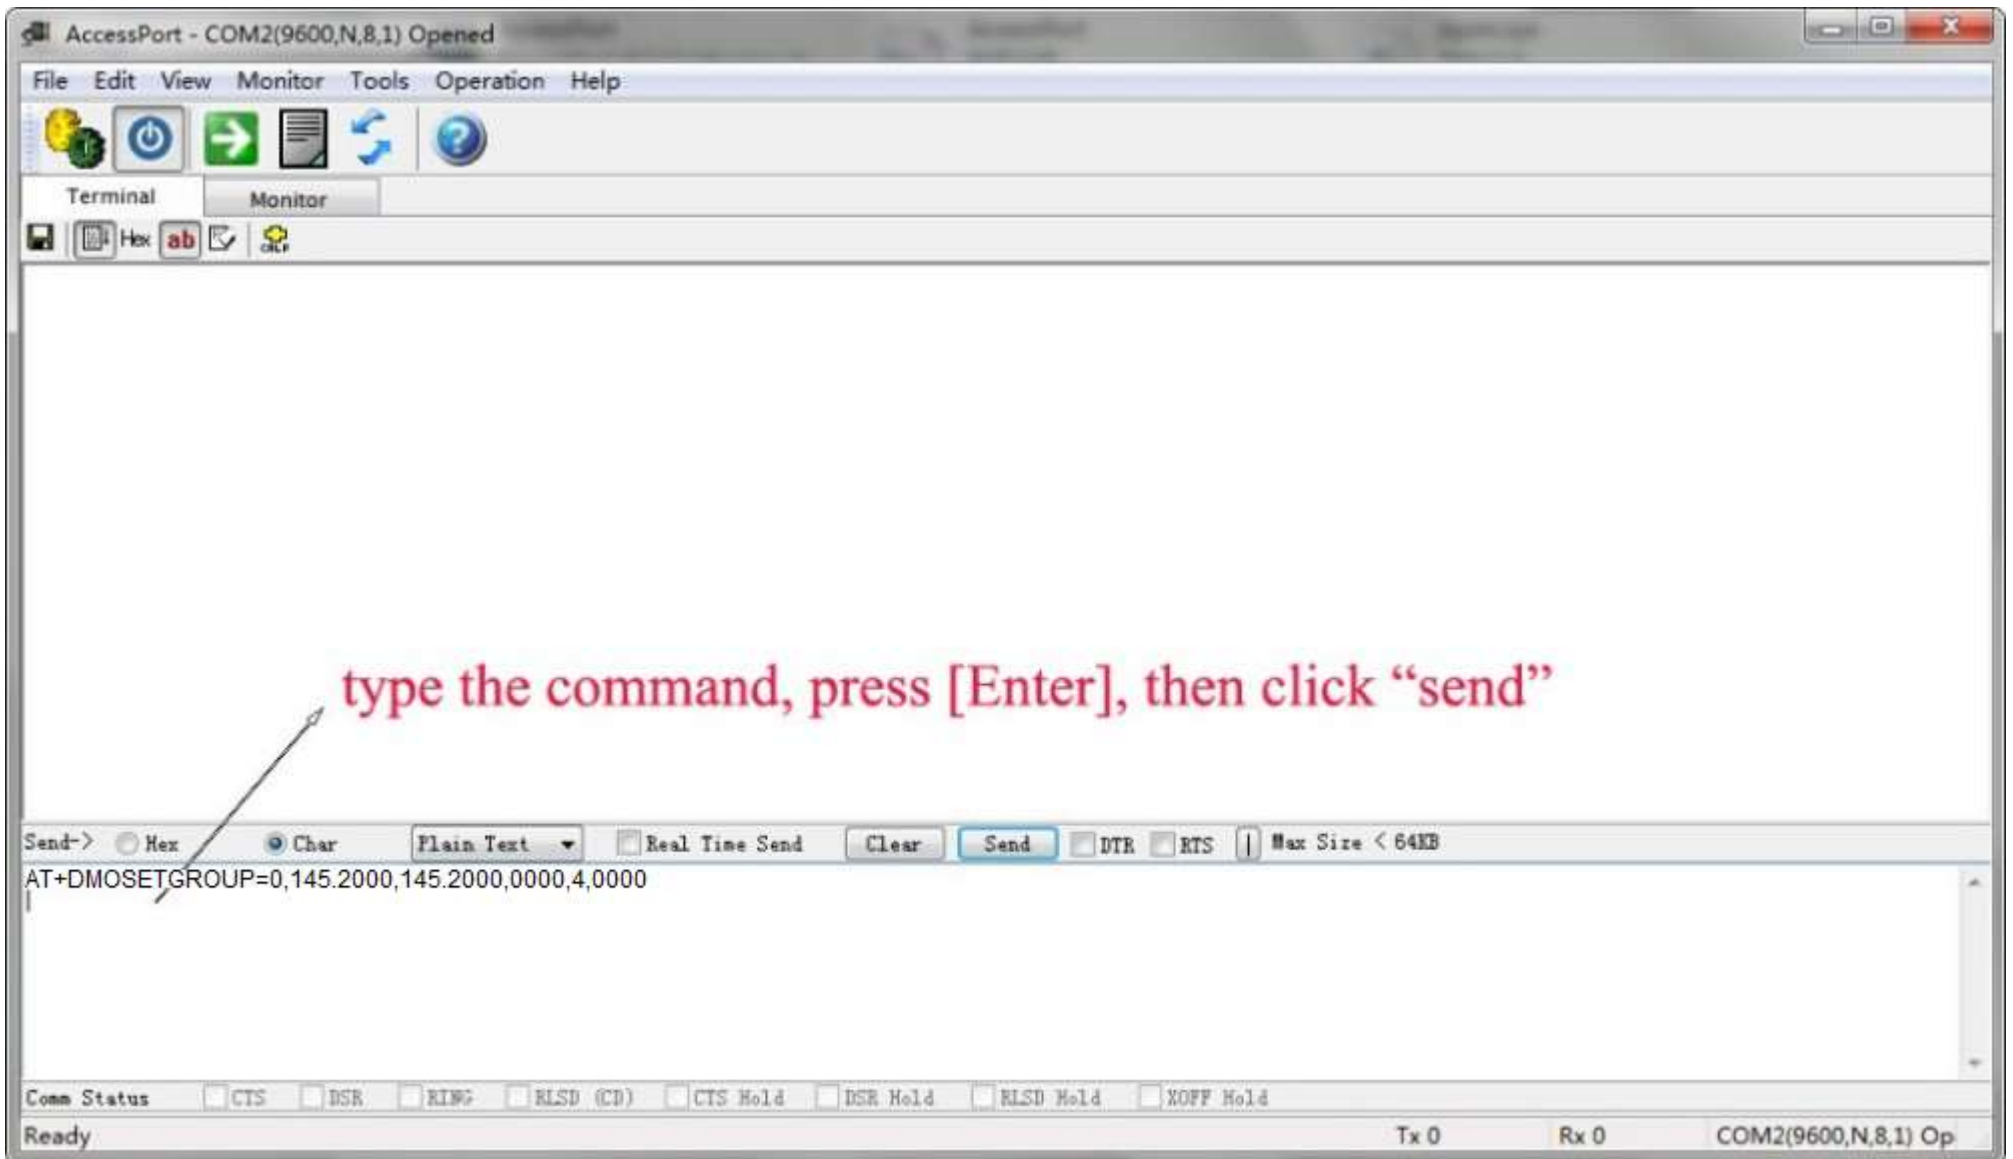 AccessPort - COM2(9600,N,8,1) Opened
File Edit View Monitor Tools Operation Help
Terminal Monitor
Hex ab
type the command, press [Enter], then click “send”
Send-> Hex Char Plain Text Real Time Send Clear Send DTR RTS Max Size < 64KB
AT+DMOSETGROUP=0,145.2000,145.2000,0000,4,0000
Comm Status CTS DSR RING RLSD (CD) CTS Hold DSR Hold RLSD Hold XOFF Hold
Ready Tx 0 Rx 0 COM2(9600,N,8,1) Op